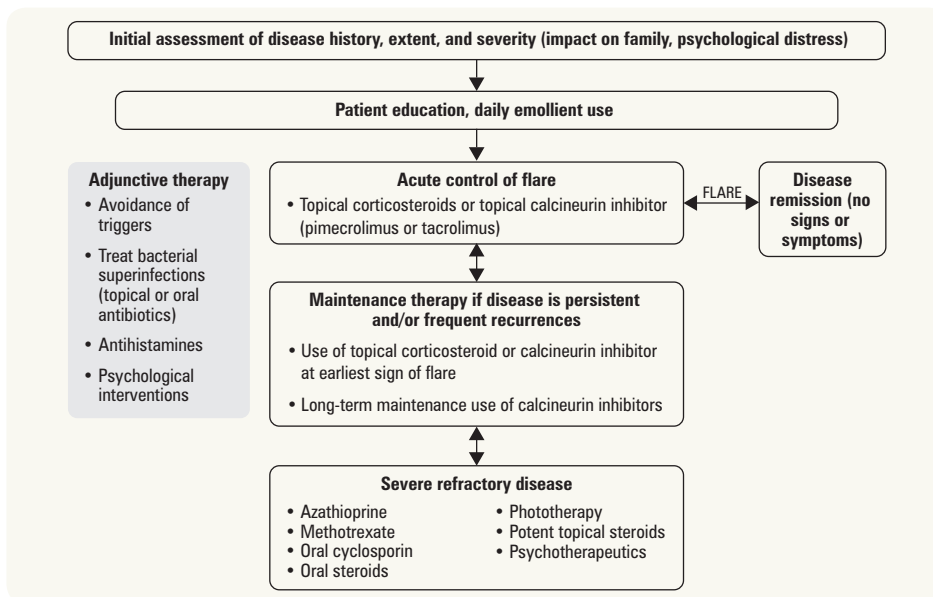 Initial assessment of disease history, extent, and severity (impact on family, psychological distress)
Patient education, daily emollient use
Adjunctive therapy
• Avoidance of
triggers
• Treat bacterial
superinfections
(topical or oral
antibiotics)
• Antihistamines
• Psychological
interventions
Acute control of flare
• Topical corticosteroids or topical calcineurin inhibitor
(pimecrolimus or tacrolimus)
FLARE
Disease
remission (no
signs or
symptoms)
Maintenance therapy if disease is persistent
and/or frequent recurrences
• Use of topical corticosteroid or calcineurin inhibitor
at earliest sign of flare
• Long-term maintenance use of calcineurin inhibitors
Severe refractory disease
• Azathioprine
• Methotrexate
• Oral cyclosporin
• Oral steroids
• Phototherapy
• Potent topical steroids
• Psychotherapeutics